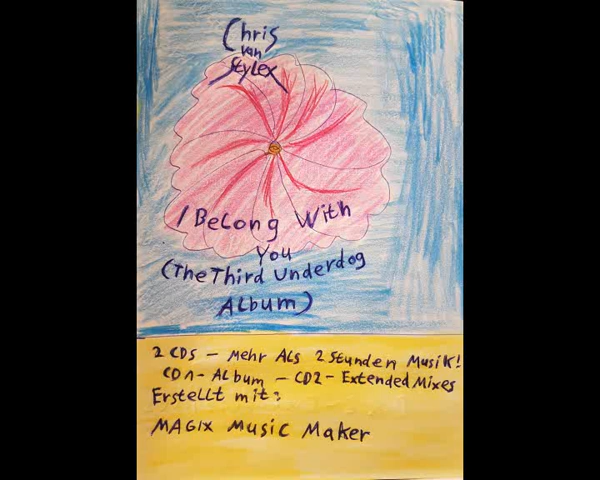 Chris
van
Stylex
I Belong With
You
(The Third Underdog
Album)
2 CDs - Mehr Als 2 Stunden Musik!
CD1 - Album - CD2 - Extended Mixes
Erstellt mit:
MAGIX Music Maker